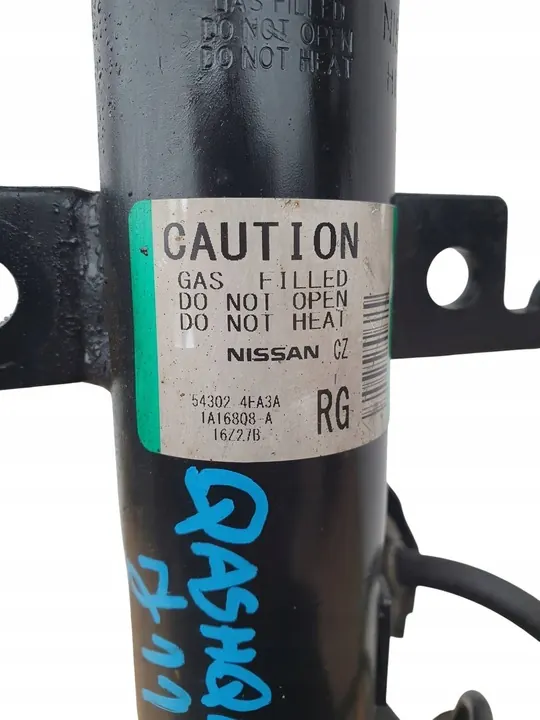 GAS FILLED
DO NOT OPEN
DO NOT HEAT
CAUTION
GAS FILLED
DO NOT OPEN
DO NOT HEAT
NISSAN CZ
54302 4EA3A
1A16808-A
16Z27B
RG
QASHQ